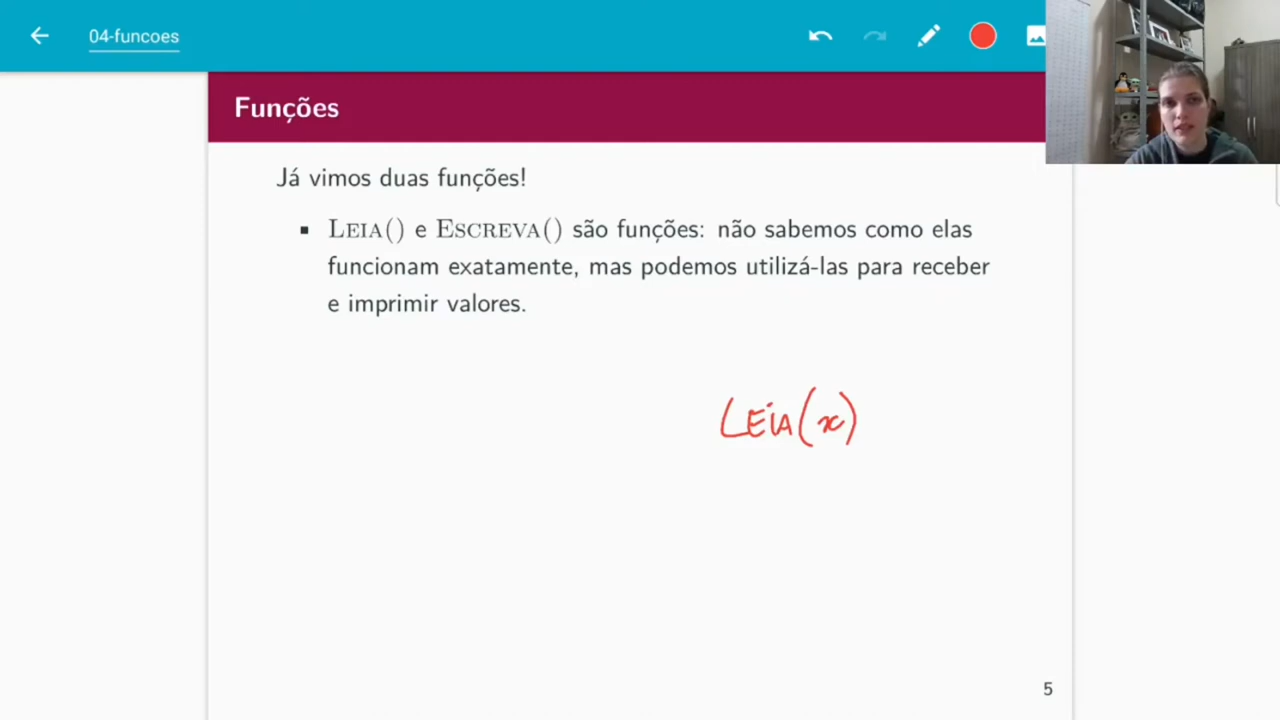 04-funcoes
Funções
Já vimos duas funções!
▪ LEIA() e ESCREVA() são funções: não sabemos como elas
funcionam exatamente, mas podemos utilizá-las para receber
e imprimir valores.
LEIA(x)
5